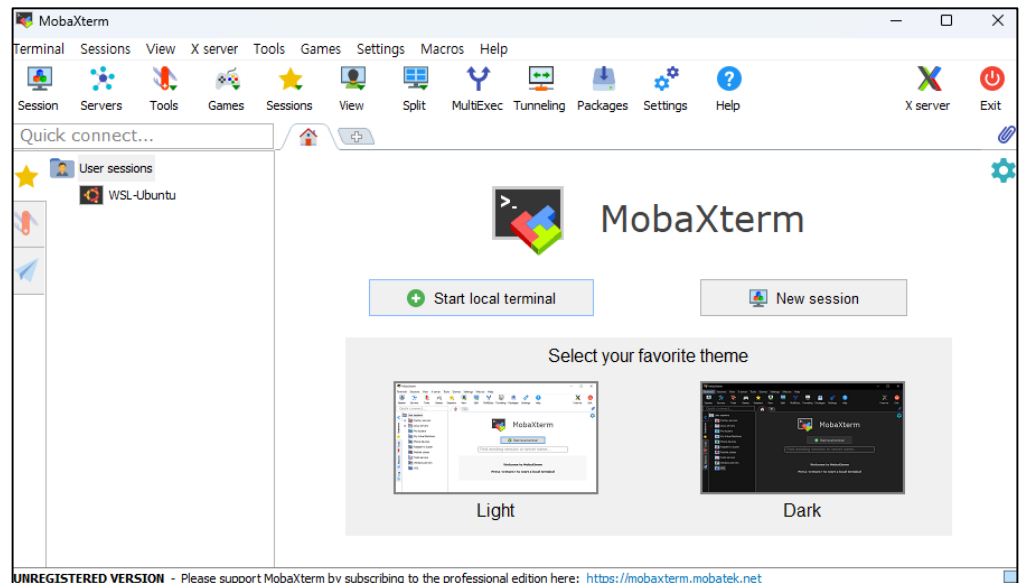 MobaXterm
Terminal Sessions View X server Tools Games Settings Macros Help
Session Servers Tools Games Sessions View Split MultiExec Tunneling Packages Settings Help X server Exit
Quick connect...
User sessions
WSL-Ubuntu
MobaXterm
Start local terminal New session
Select your favorite theme
MobaXterm
MobaXterm
Light Dark
UNREGISTERED VERSION - Please support MobaXterm by subscribing to the professional edition here: https://mobaxterm.mobatek.net